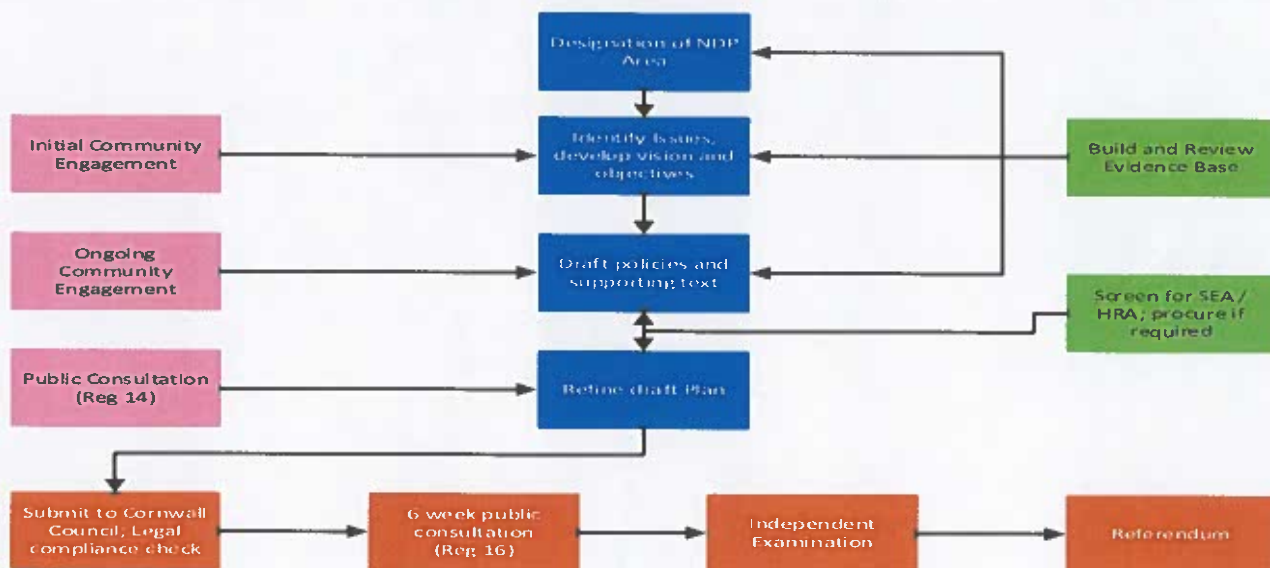 Designation of NDP
Area
Initial Community
Engagement
Identify Issues,
develop vision and
objectives
Build and Review
Evidence Base
Ongoing
Community
Engagement
Draft policies and
supporting text
Screen for SEA /
HRA; procure if
required
Public Consultation
(Reg 14)
Refine draft Plan
Submit to Cornwall
Council; Legal
compliance check
6 week public
consultation
(Reg 16)
Independent
Examination
Referendum